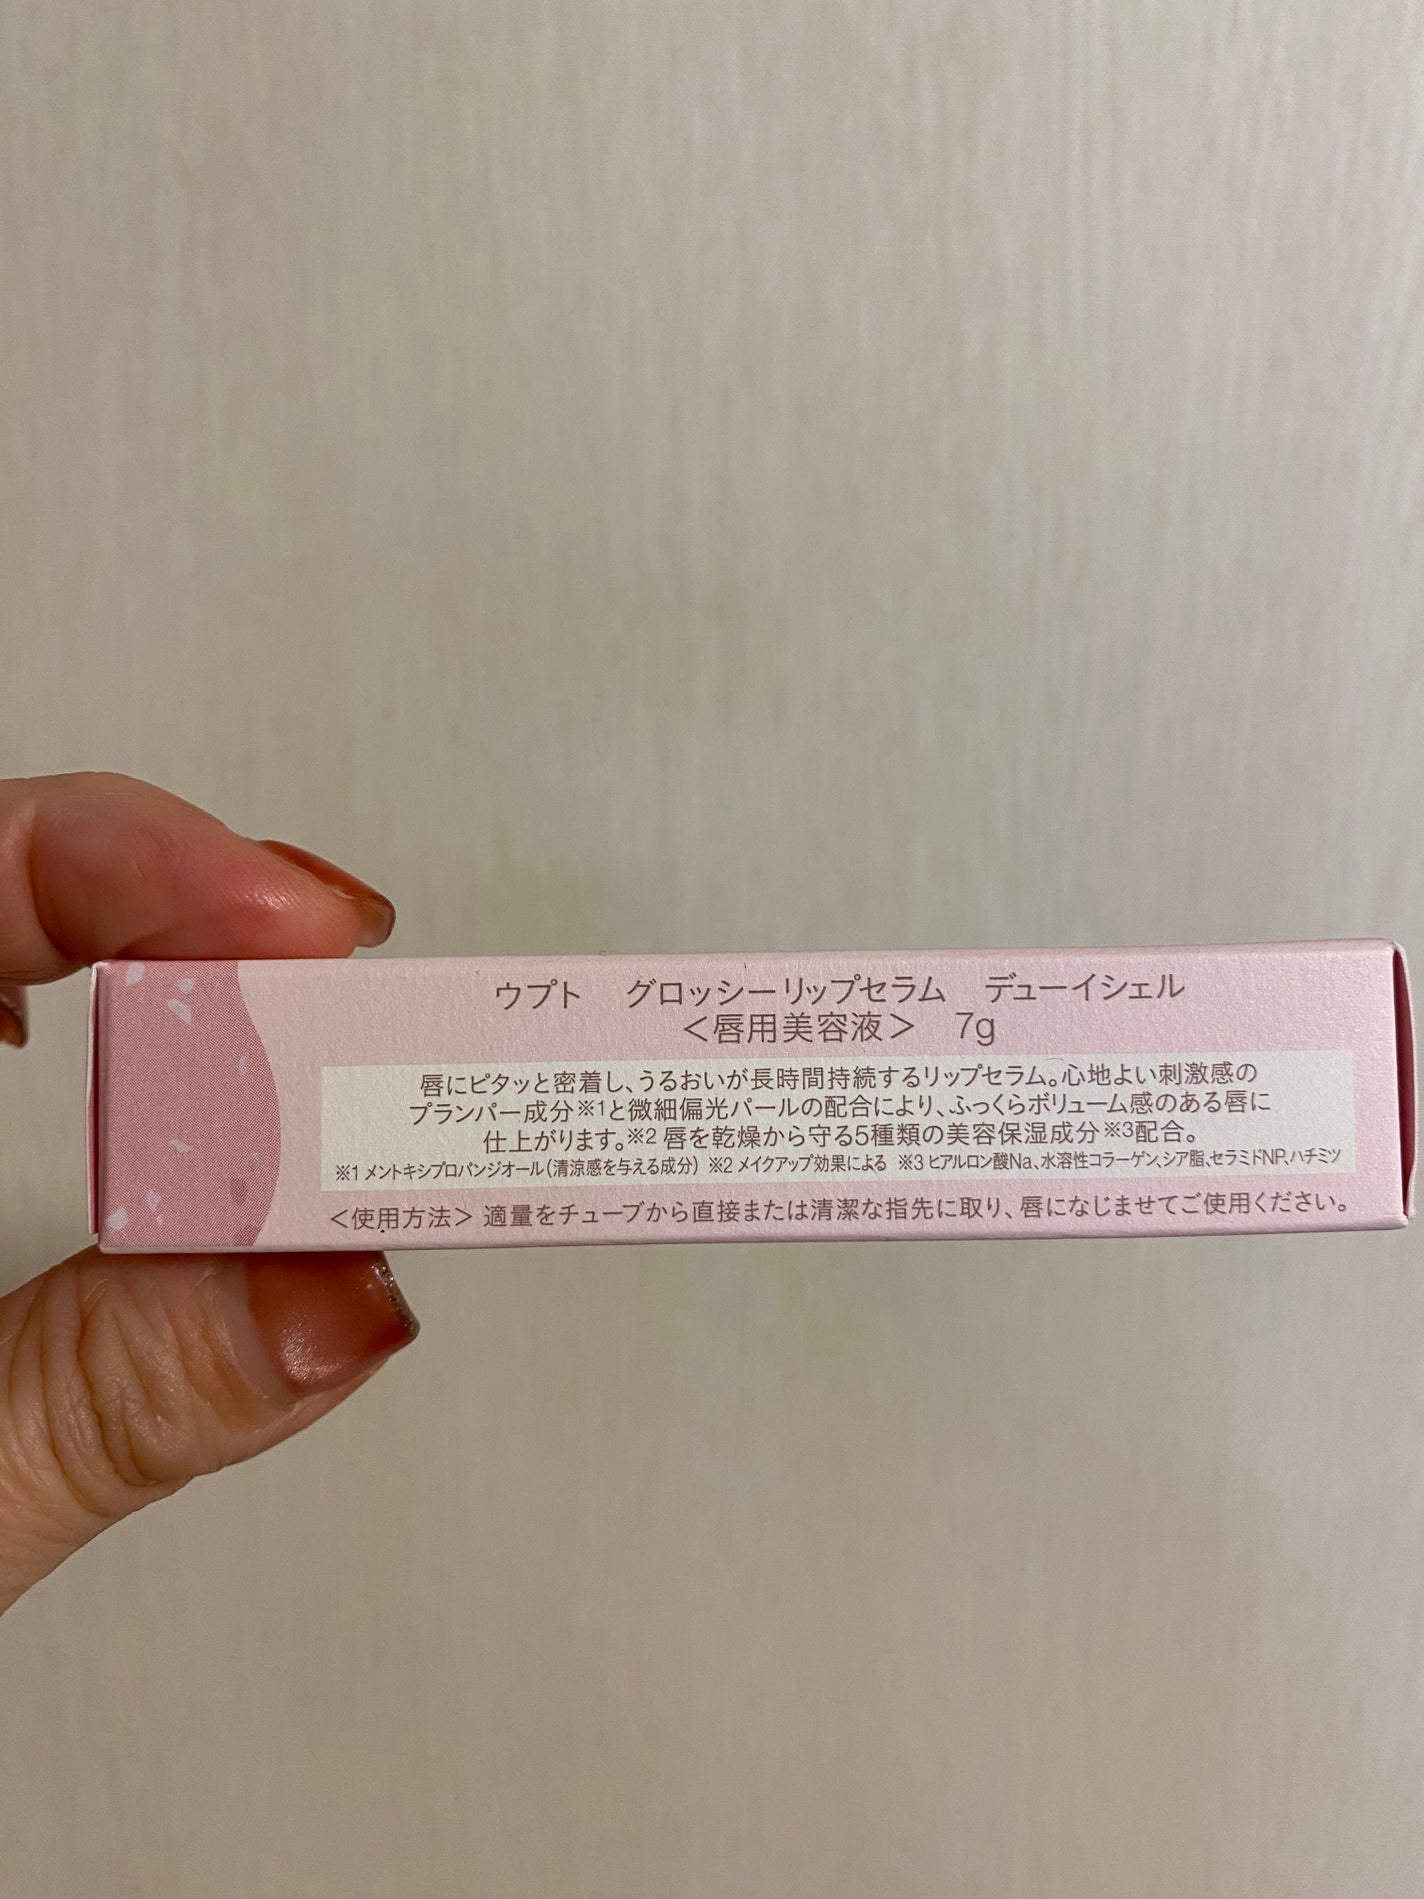 ウプト　グロッシーリップセラム　デューイシェル
＜唇用美容液＞　7g
唇にピタッと密着し、うるおいが長時間持続するリップセラム。心地よい刺激感の
プランパー成分※1と微細偏光パールの配合により、ふっくらボリューム感のある唇に
仕上がります。※2 唇を乾燥から守る5種類の美容保湿成分※3配合。
※1 メントキシプロパンジオール（清涼感を与える成分） ※2 メイクアップ効果による ※3 ヒアルロン酸Na、水溶性コラーゲン、シア脂、セラミドNP、ハチミツ
＜使用方法＞ 適量をチューブから直接または清潔な指先に取り、唇になじませてご使用ください。